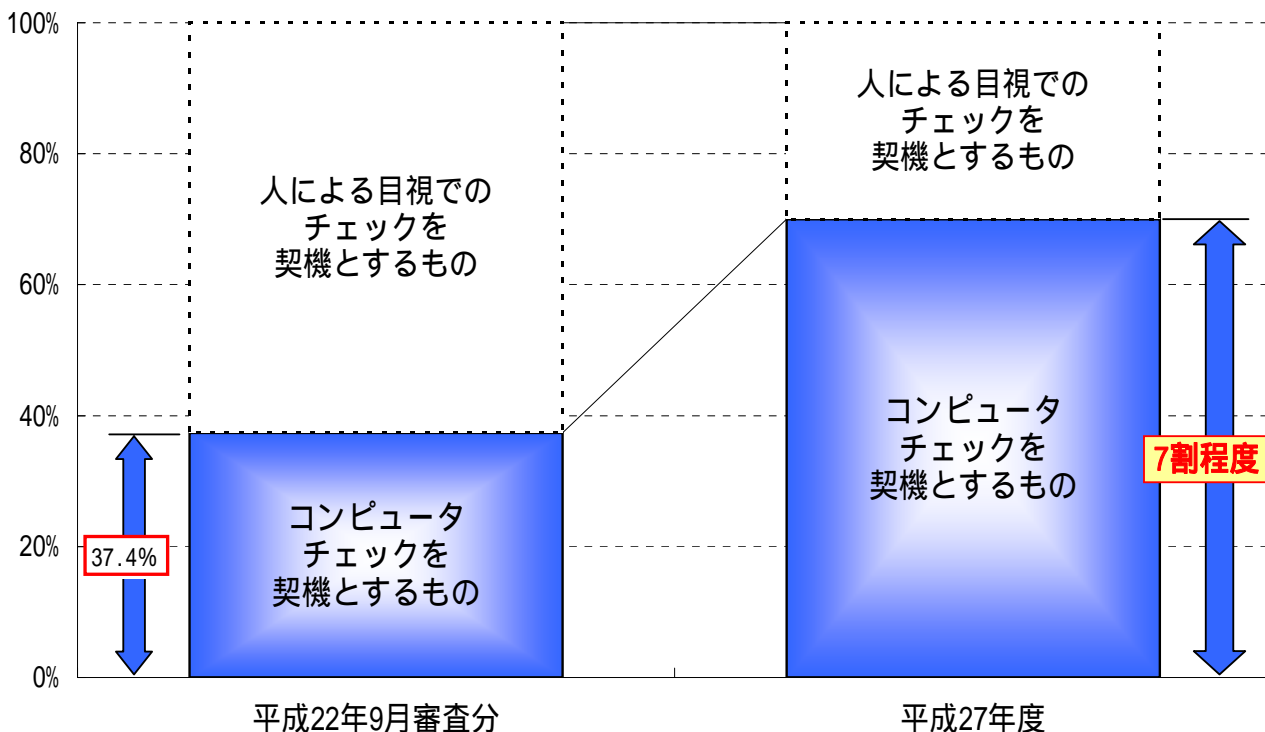 100%
80%
60%
40%
20%
0%
人による目視での
チェックを
契機とするもの
コンピュータ
チェックを
契機とするもの
37.4%
平成22年9月審査分
人による目視での
チェックを
契機とするもの
コンピュータ
チェックを
契機とするもの
7割程度
平成27年度